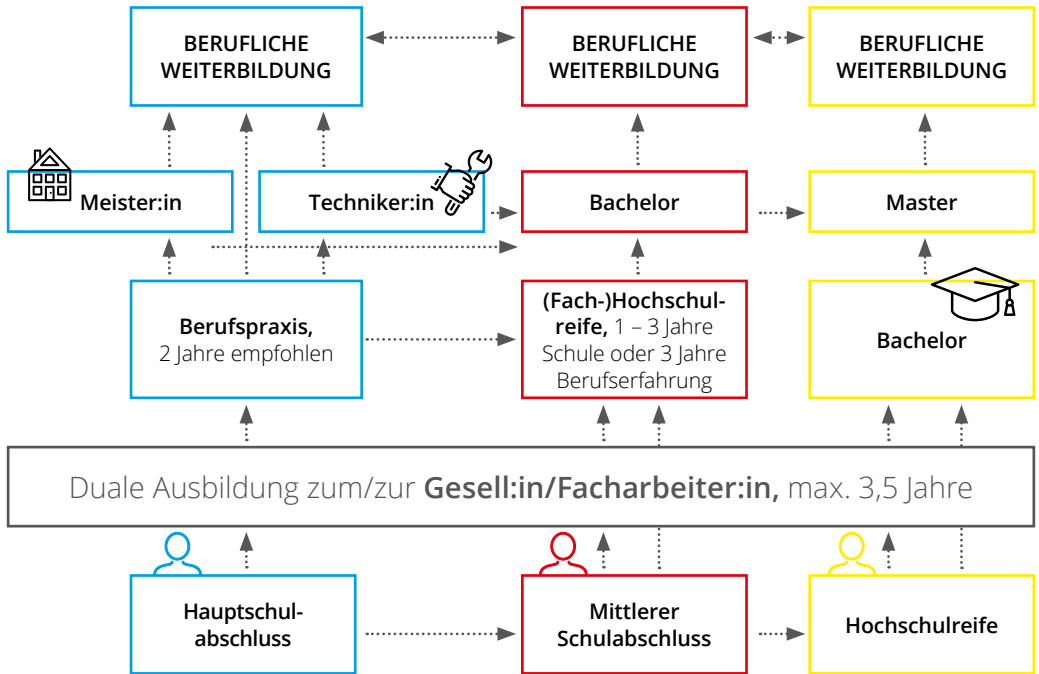 BERUFLICHE
WEITERBILDUNG
BERUFLICHE
WEITERBILDUNG
BERUFLICHE
WEITERBILDUNG
Meister:in
Techniker:in
Bachelor
Master
Berufspraxis,
2 Jahre empfohlen
(Fach-)Hochschul-
reife, 1 – 3 Jahre
Schule oder 3 Jahre
Berufserfahrung
Bachelor
Duale Ausbildung zum/zur Gesell:in/Facharbeiter:in, max. 3,5 Jahre
Hauptschul-
abschluss
Mittlerer
Schulabschluss
Hochschulreife